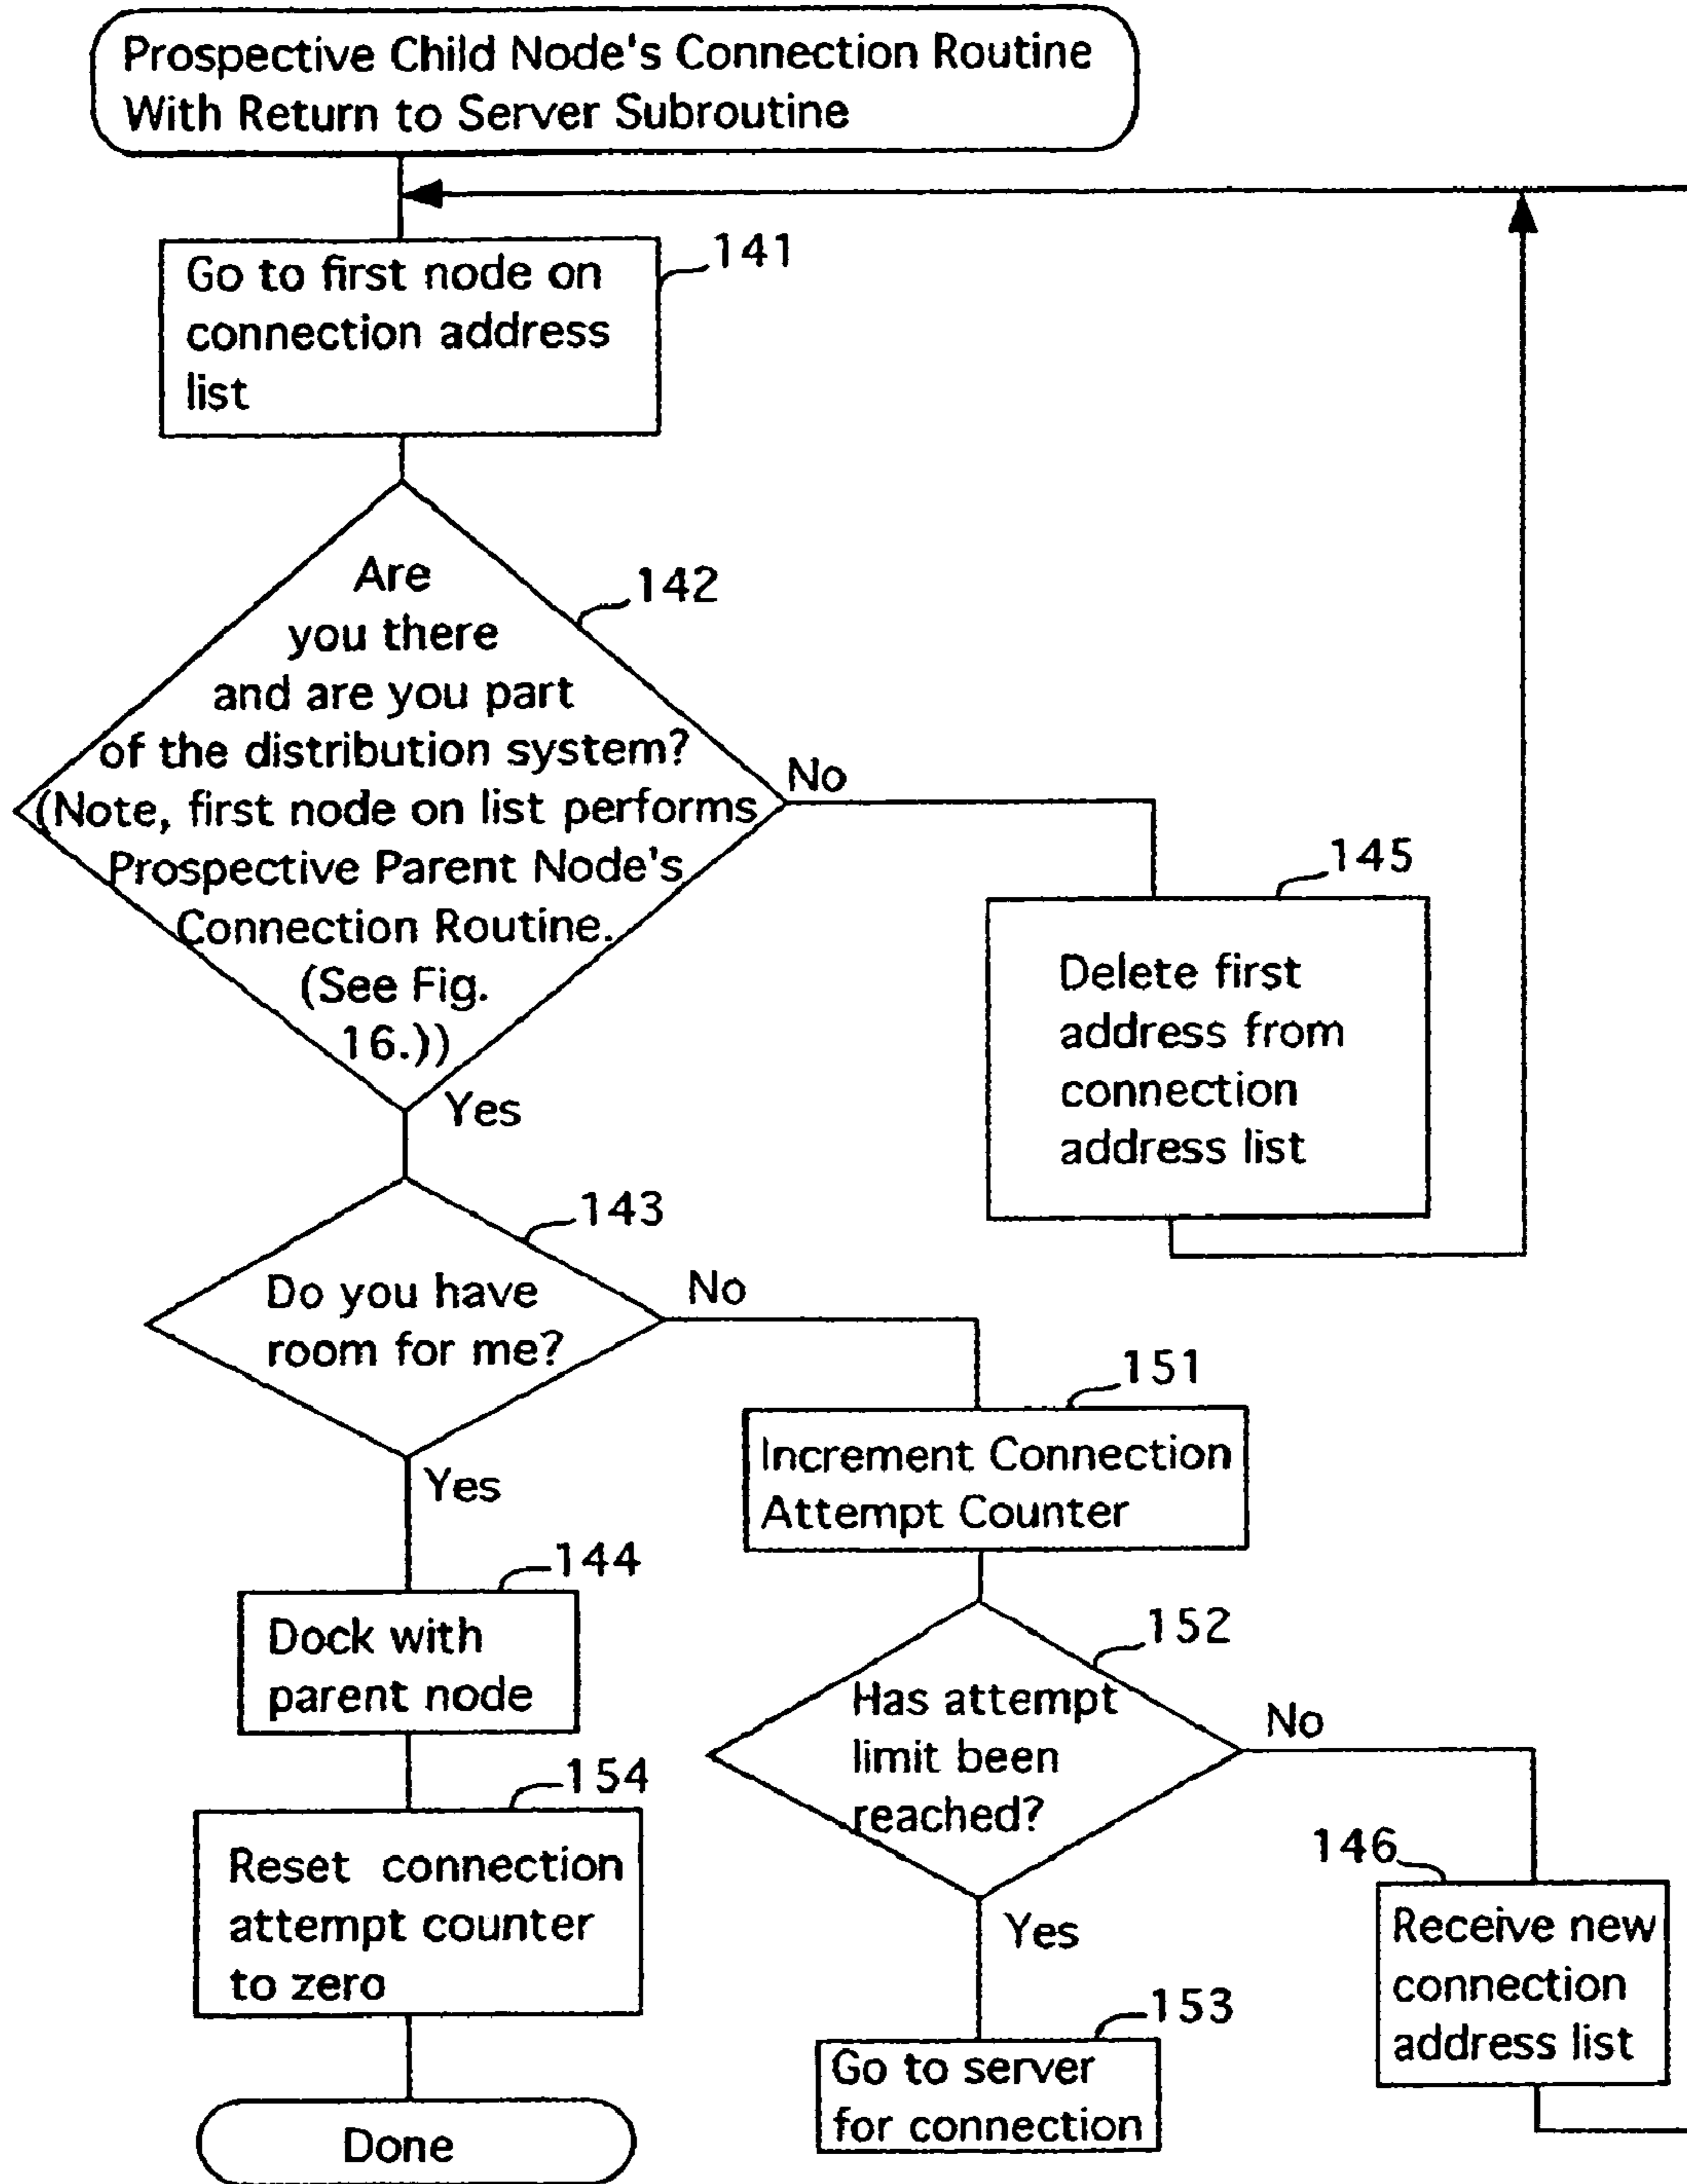 Prospective Child Node's Connection Routine
With Return to Server Subroutine
141
Go to first node on
connection address
list
142
Are
you there
and are you part
of the distribution system?
(Note, first node on list performs
Prospective Parent Node's
Connection Routine.
(See Fig.
16.))
No
Yes
145
Delete first
address from
connection
address list
143
Do you have
room for me?
No
Yes
151
Increment Connection
Attempt Counter
144
Dock with
parent node
152
Has attempt
limit been
reached?
No
Yes
154
Reset connection
attempt counter
to zero
146
Receive new
connection
address list
153
Go to server
for connection
Done